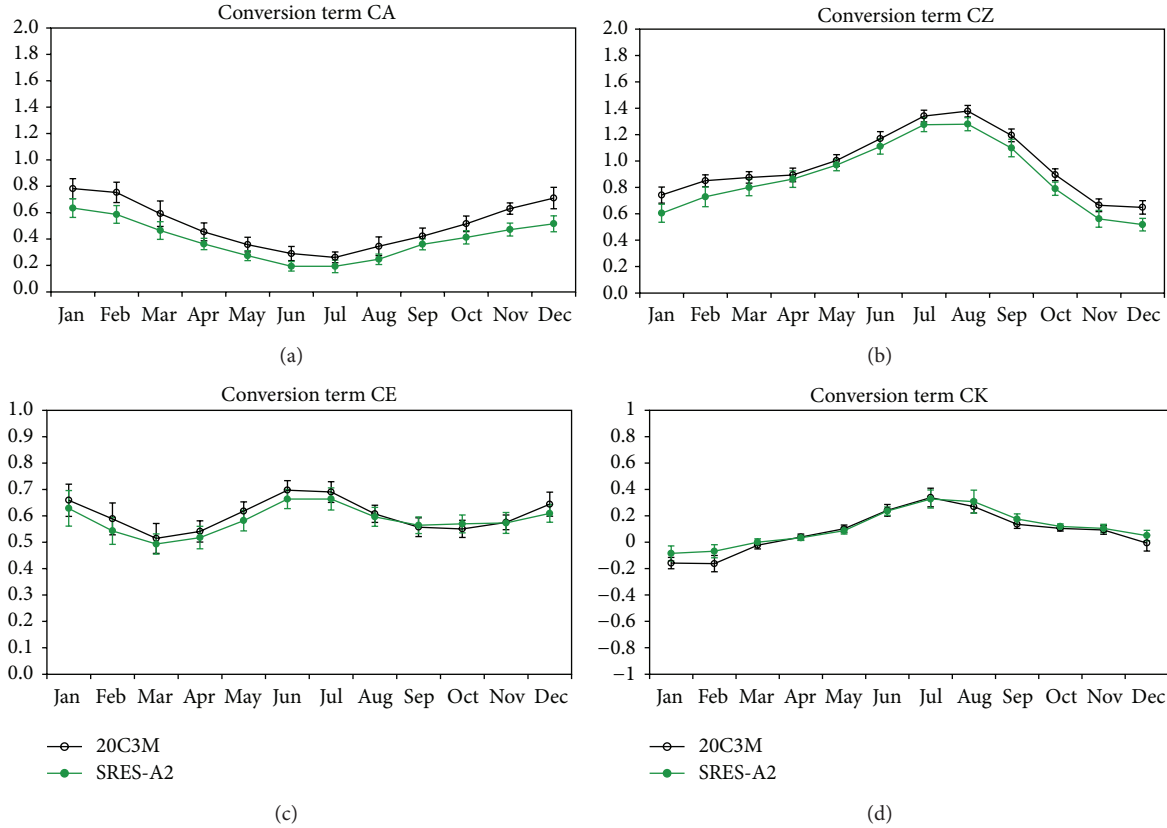 Conversion term CA
2.0
1.8
1.6
1.4
1.2
1.0
0.8
0.6
0.4
0.2
0.0
Jan Feb Mar Apr May Jun Jul Aug Sep Oct Nov Dec
(a)
Conversion term CZ
2.0
1.8
1.6
1.4
1.2
1.0
0.8
0.6
0.4
0.2
0.0
Jan Feb Mar Apr May Jun Jul Aug Sep Oct Nov Dec
(b)
Conversion term CE
1.0
0.9
0.8
0.7
0.6
0.5
0.4
0.3
0.2
0.1
0.0
Jan Feb Mar Apr May Jun Jul Aug Sep Oct Nov Dec
20C3M
SRES-A2
(c)
Conversion term CK
1
0.8
0.6
0.4
0.2
0
−0.2
−0.4
−0.6
−0.8
−1
Jan Feb Mar Apr May Jun Jul Aug Sep Oct Nov Dec
20C3M
SRES-A2
(d)